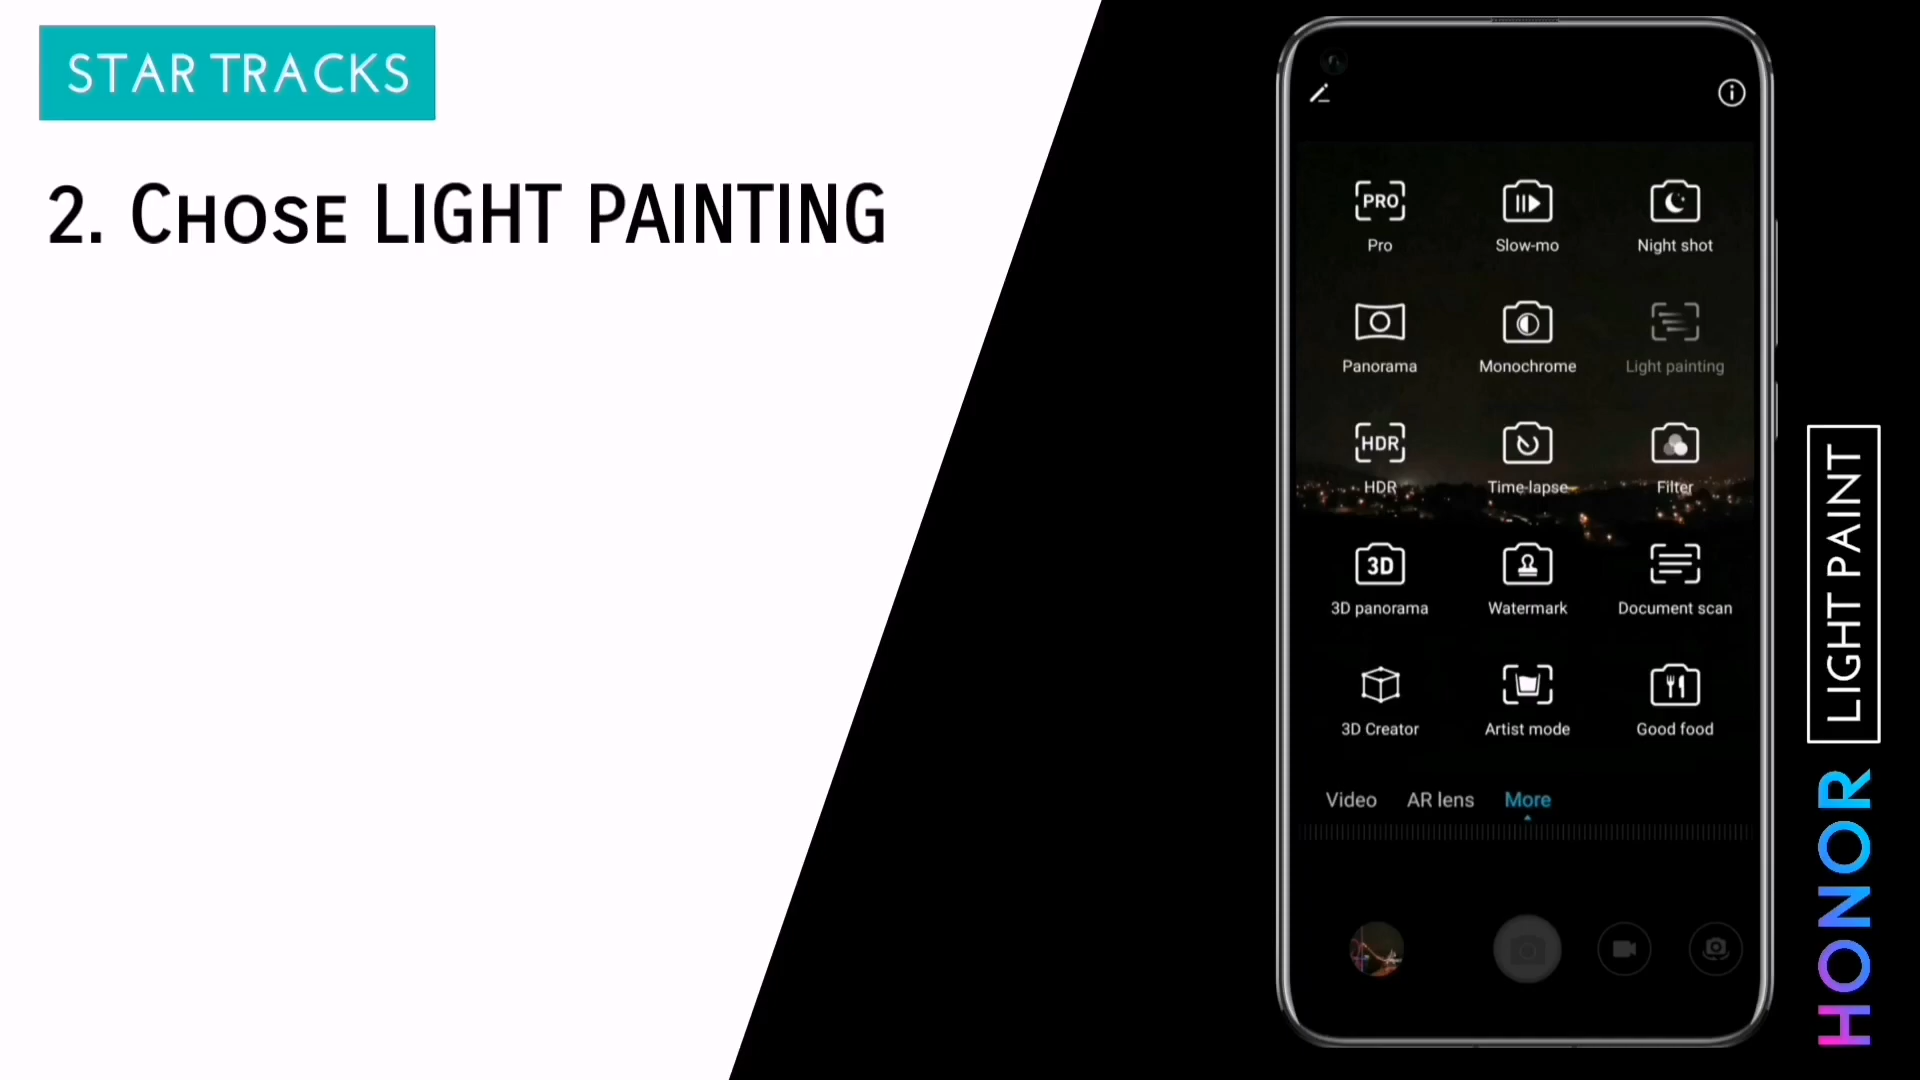 STAR TRACKS
2. CHOSE LIGHT PAINTING
PRO
Pro
Slow-mo
Night shot
Panorama
Monochrome
Light painting
HDR
HDR
Time-lapse
Filter
3D
3D panorama
Watermark
Document scan
3D Creator
Artist mode
Good food
Video AR lens More
HONOR LIGHT PAINT